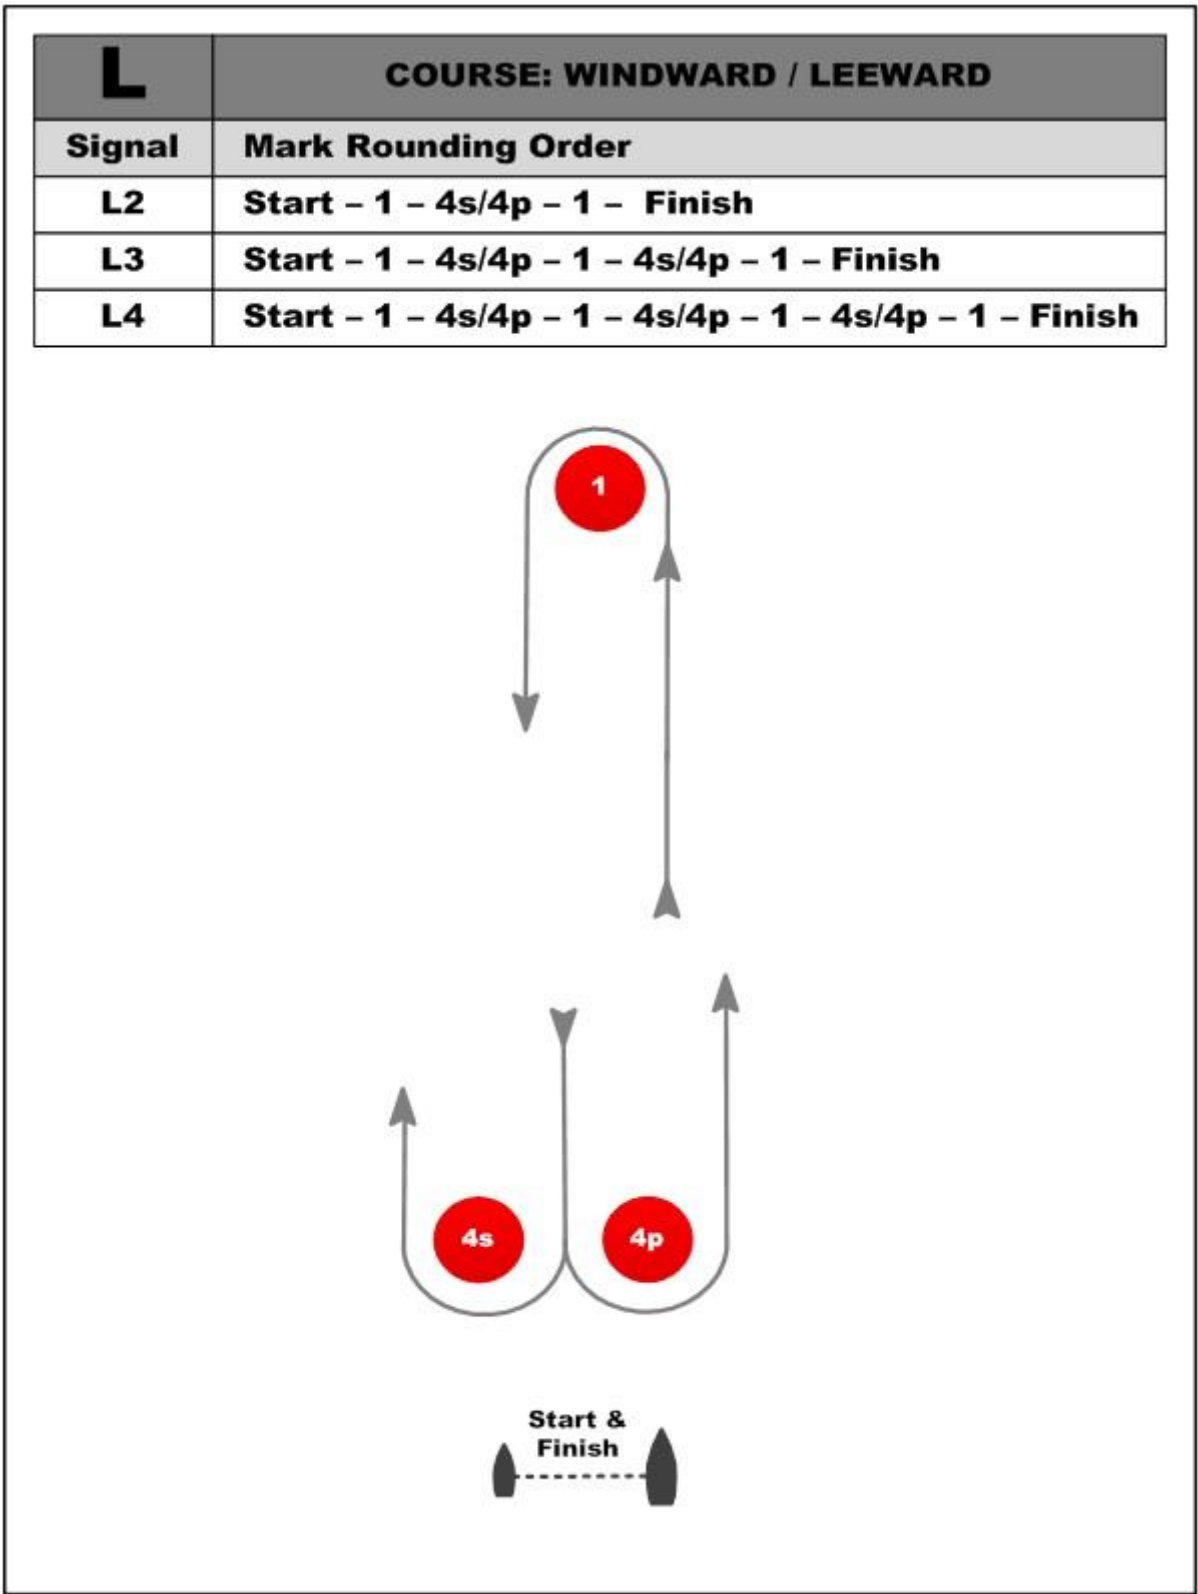 L
COURSE: WINDWARD / LEEWARD
Signal
Mark Rounding Order
L2
Start – 1 – 4s/4p – 1 – Finish
L3
Start – 1 – 4s/4p – 1 – 4s/4p – 1 – Finish
L4
Start – 1 – 4s/4p – 1 – 4s/4p – 1 – 4s/4p – 1 – Finish
1
4s
4p
Start &
Finish